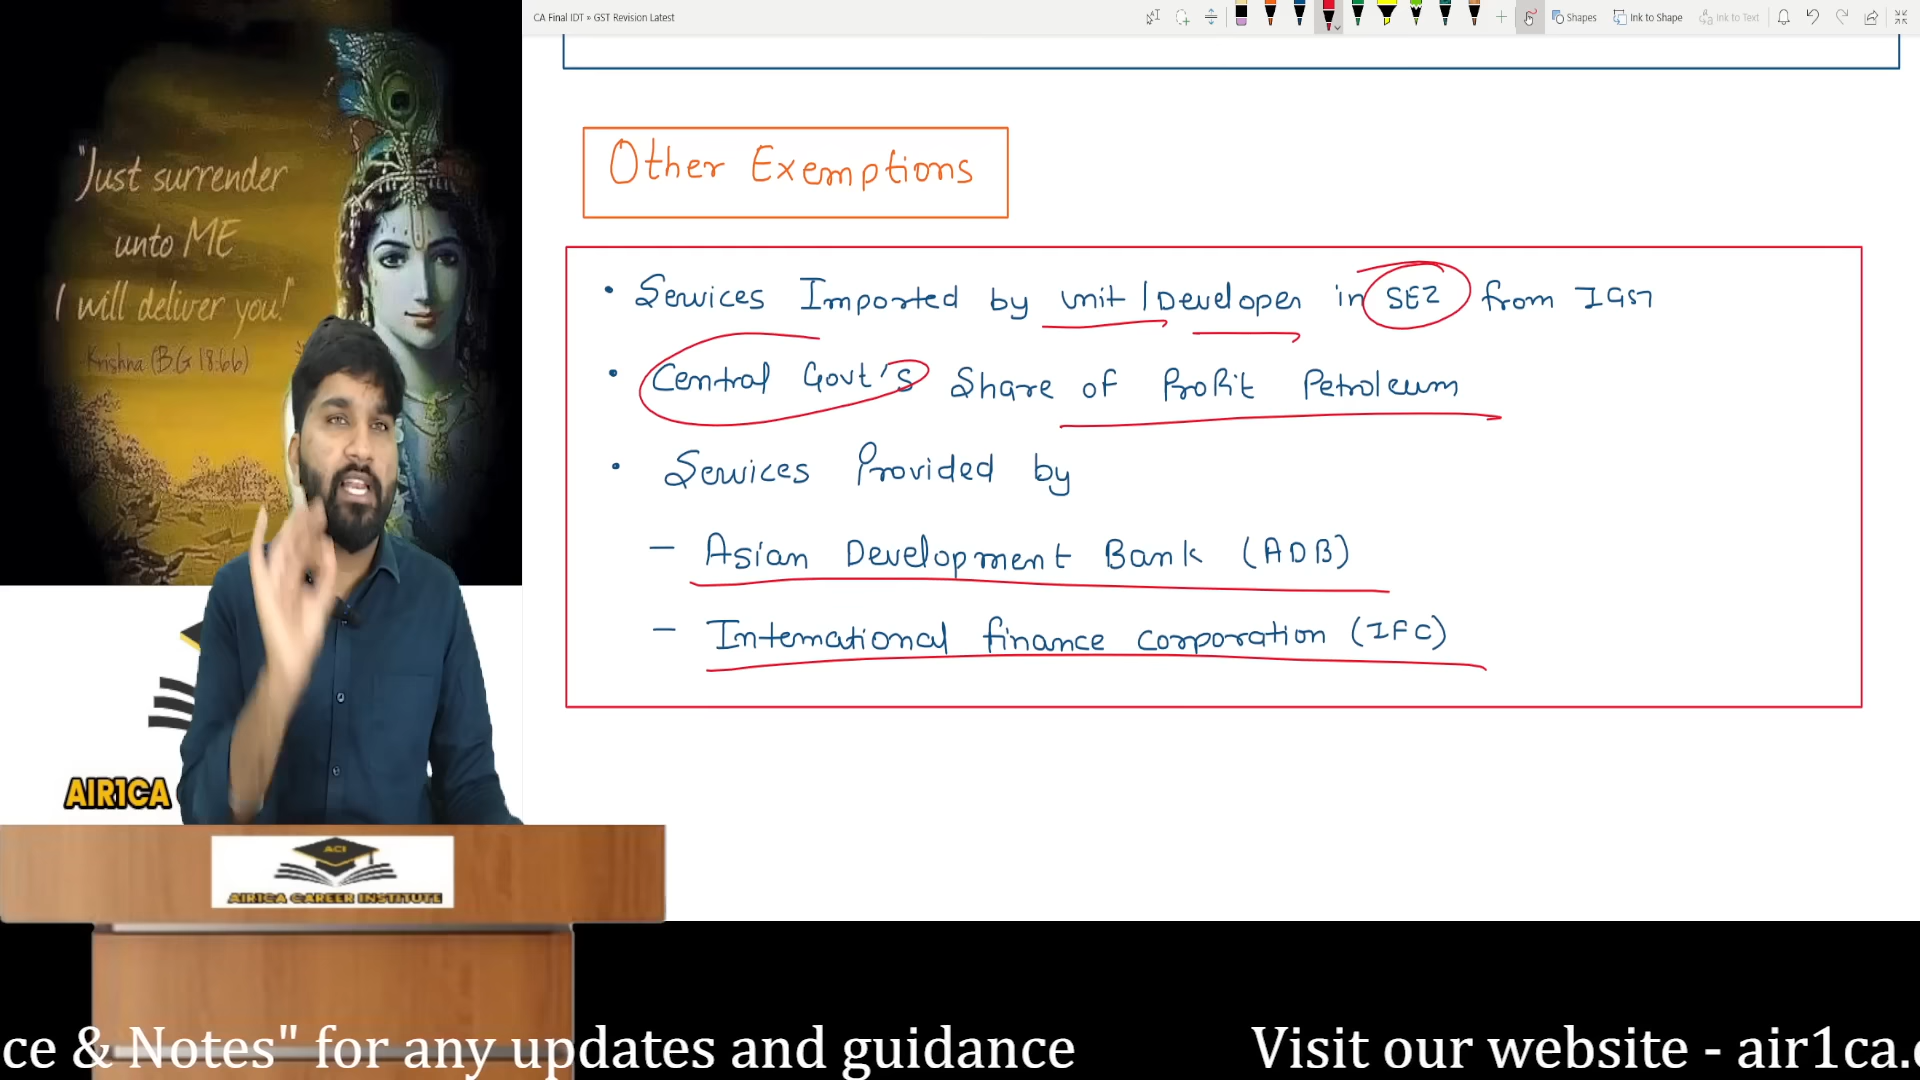 CA Final IDT » GST Revision Latest
Shapes
Ink to Shape
Ink to Text
"Just surrender
unto ME
I will deliver you!"
-Krishna (B.G 18:66)
Other Exemptions
• Services Imported by unit / Developer in SEZ from IGST
• Central Govt's Share of Profit Petroleum
• Services Provided by
– Asian Development Bank (ADB)
– International finance corporation (IFC)
AIR1CA
ACI
AIR1CA CAREER INSTITUTE
ce & Notes" for any updates and guidance
Visit our website - air1ca.